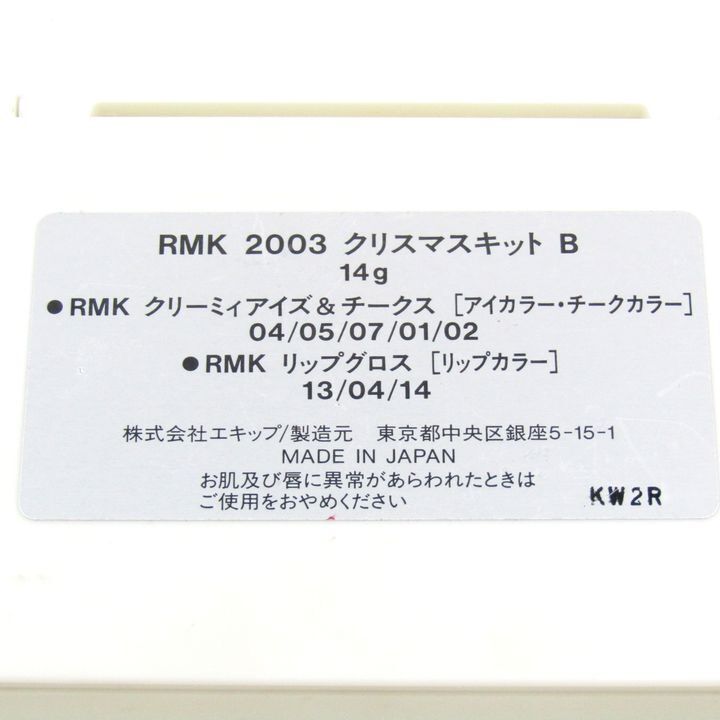 RMK 2003 クリスマスキット B
14g
●RMK クリーミィアイズ&チークス [アイカラー・チークカラー]
04/05/07/01/02
●RMK リップグロス [リップカラー]
13/04/14
株式会社エキップ/製造元 東京都中央区銀座5-15-1
MADE IN JAPAN
お肌及び唇に異常があらわれたときは
ご使用をおやめください
KW2R